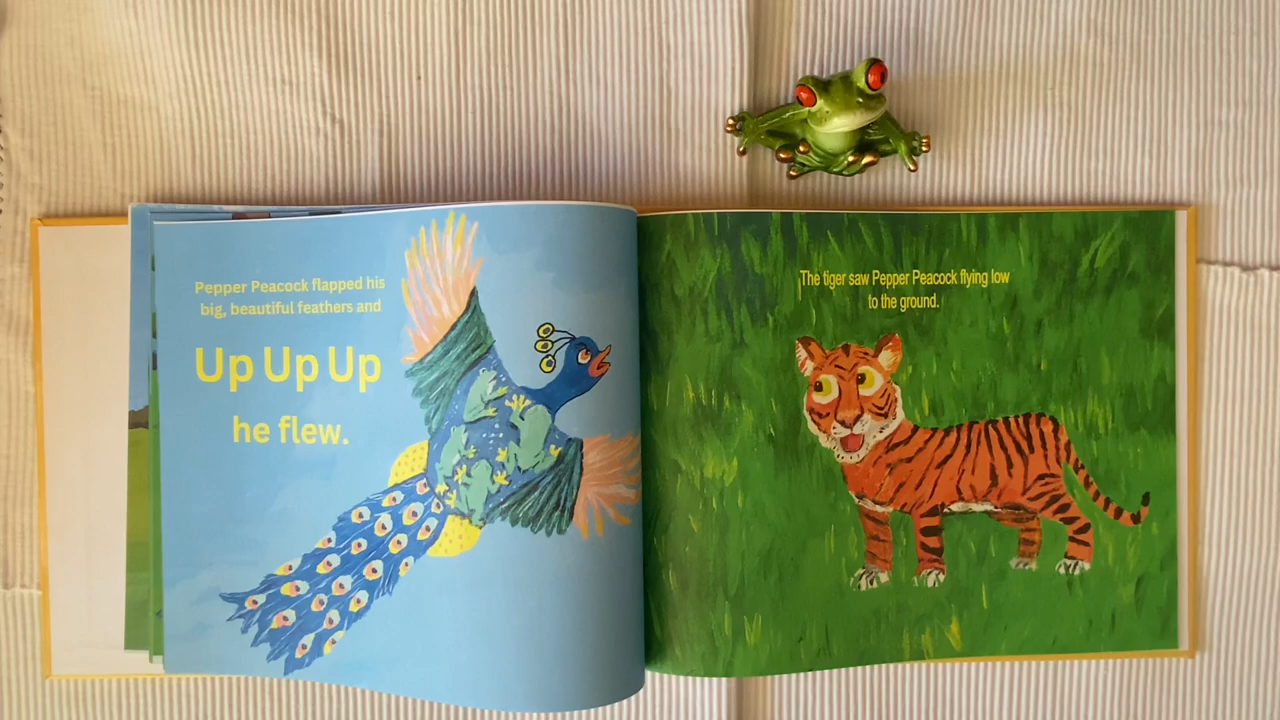 Pepper Peacock flapped his
big, beautiful feathers and
Up Up Up
he flew.
The tiger saw Pepper Peacock flying low
to the ground.